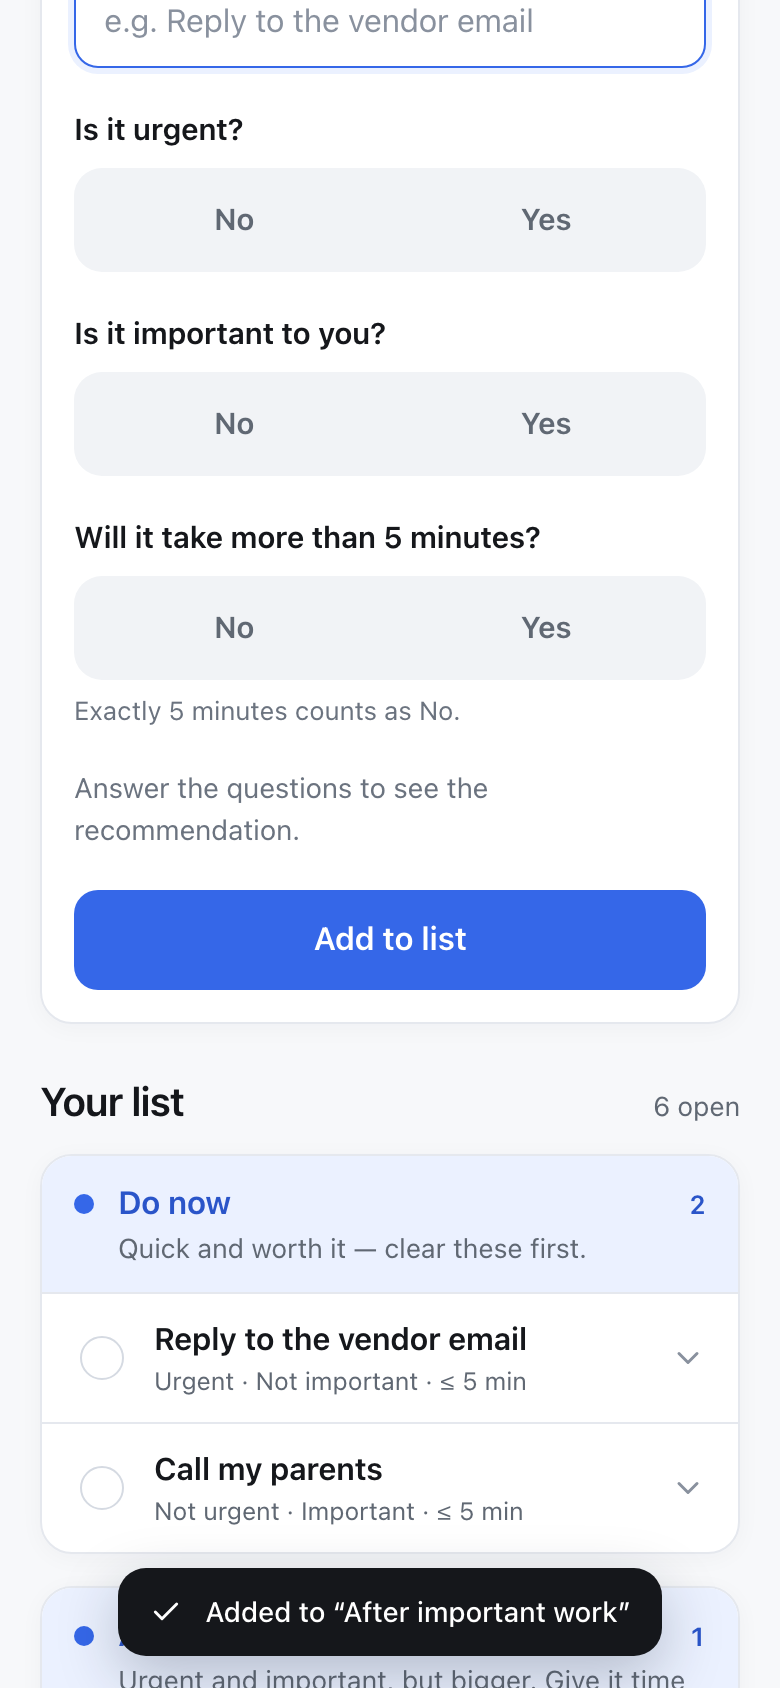 e.g. Reply to the vendor email
Is it urgent?
No Yes
Is it important to you?
No Yes
Will it take more than 5 minutes?
No Yes
Exactly 5 minutes counts as No.
Answer the questions to see the
recommendation.
Add to list
Your list 6 open
Do now 2
Quick and worth it — clear these first.
Reply to the vendor email
Urgent · Not important · ≤ 5 min
Call my parents
Not urgent · Important · ≤ 5 min
Added to “After important work”
1
Urgent and important, but bigger. Give it time